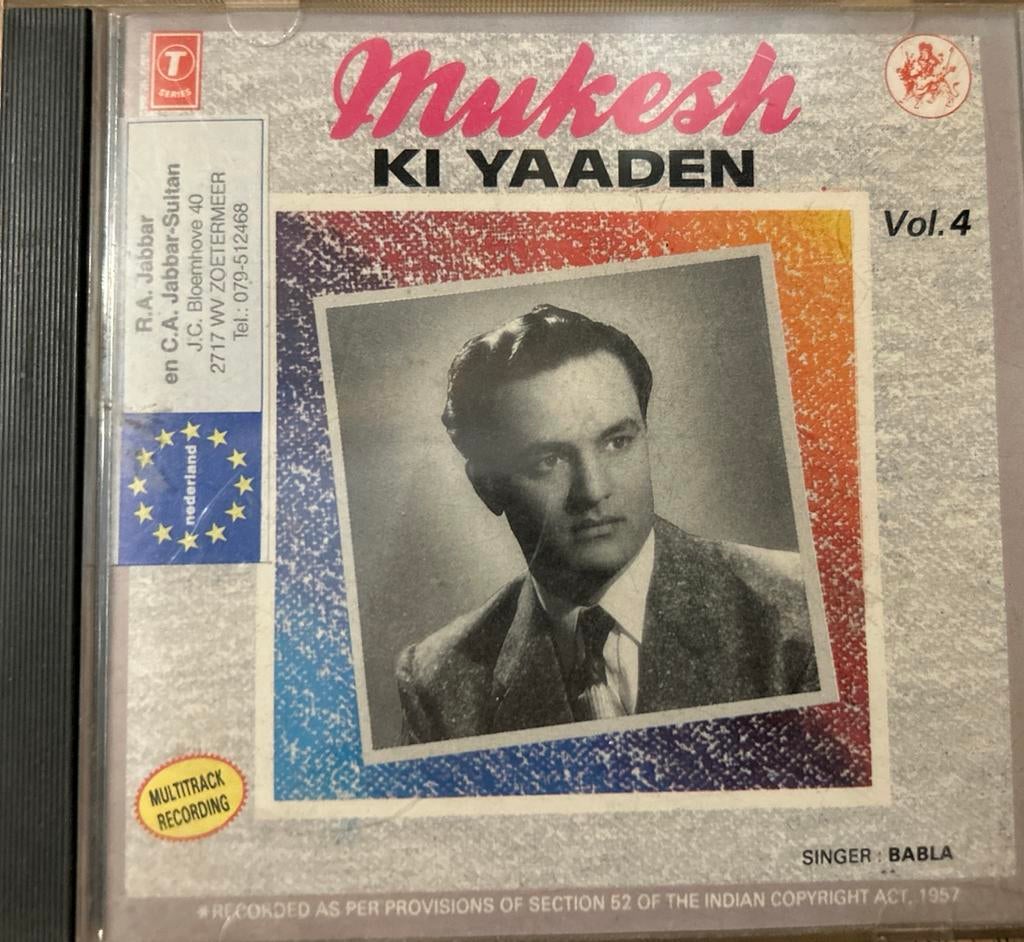 T
SERIES
Mukesh
KI YAADEN
Vol.4
R.A. Jabbar
en C.A. Jabbar-Sultan
J.C. Bloemhove 40
2717 WV ZOETERMEER
Tel.: 079-512468
nederland
MULTITRACK
RECORDING
SINGER : BABLA
*RECORDED AS PER PROVISIONS OF SECTION 52 OF THE INDIAN COPYRIGHT ACT, 1957